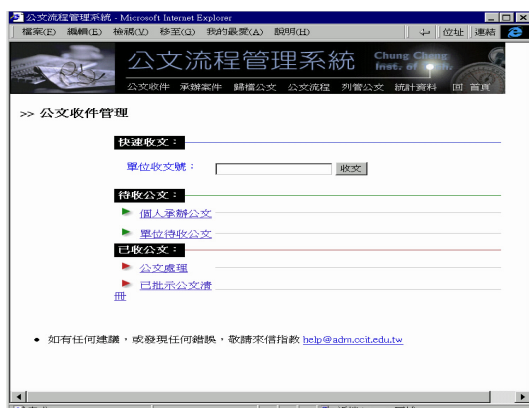 公文流程管理系統 - Microsoft Internet Explorer
檔案(F) 編輯(E) 檢視(V) 移至(G) 我的最愛(A) 說明(H) 位址 連結
公文流程管理系統 Chung Cheng
Inst. of
公文收件 承辦案件 歸檔公文 公文流程 列管公文 統計資料 回 首頁
>> 公文收件管理
快速收文：
單位收文號： 收文
待收公文：
個人承辦公文
單位待收公文
已收公文：
公文處理
已批示公文清
冊
如有任何建議，或發現任何錯誤，敬請來信指教 help@adm.ccit.edu.tw